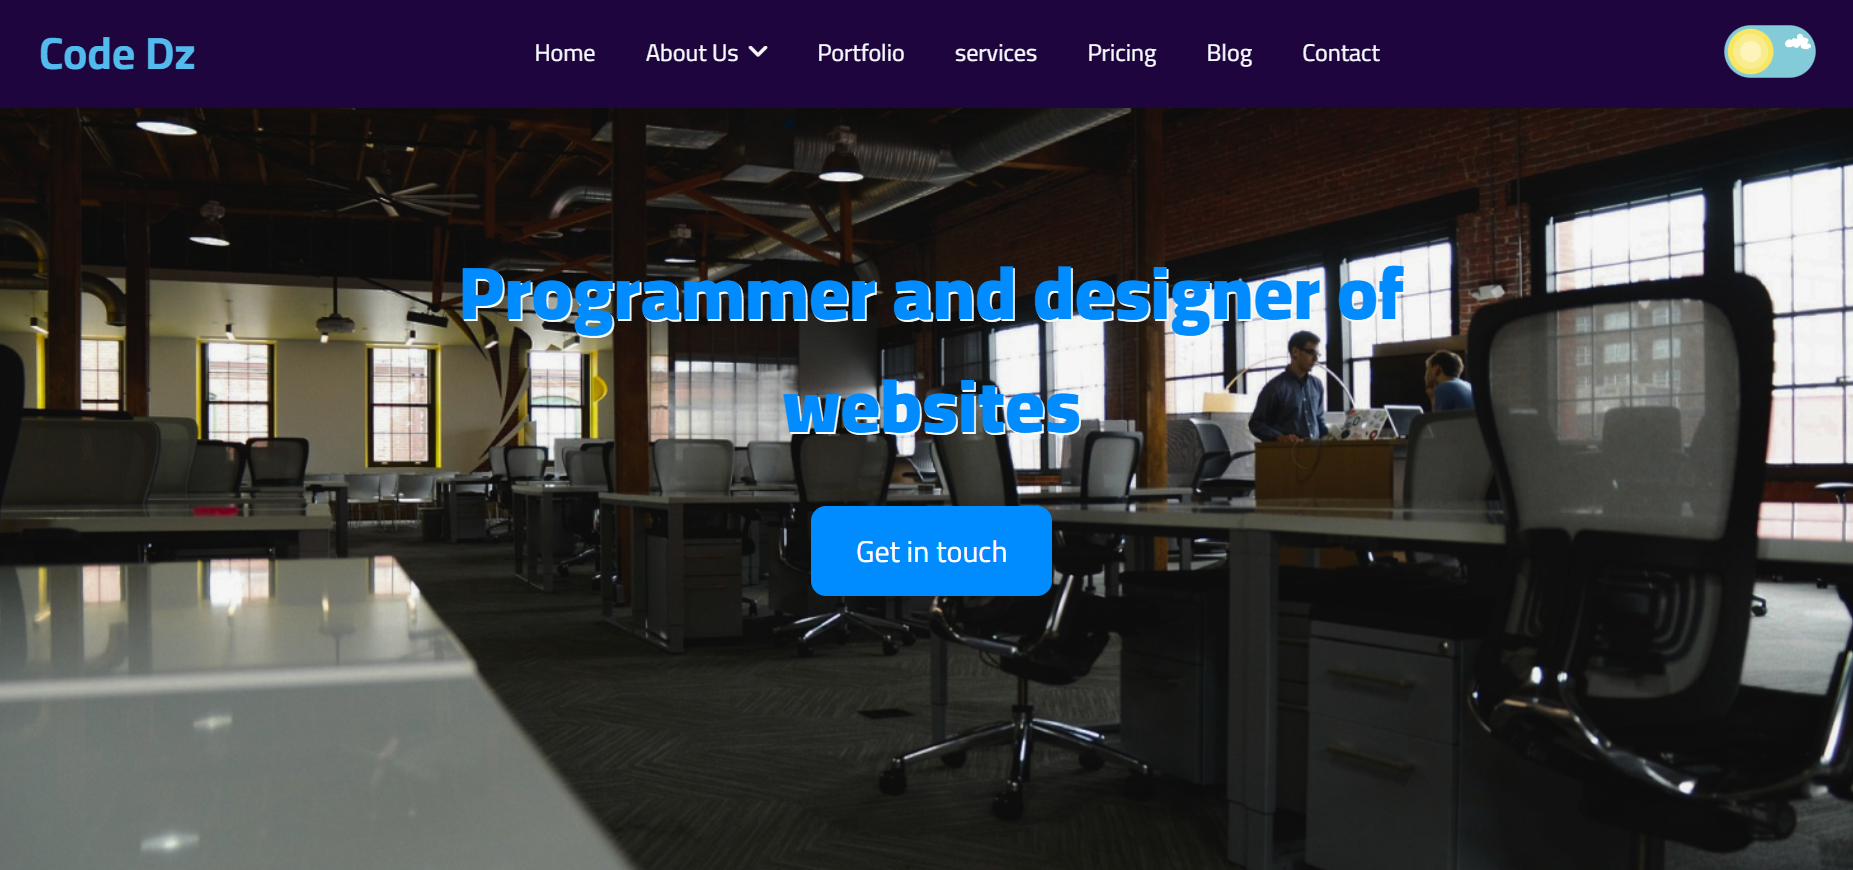 Code Dz
Home About Us Portfolio services Pricing Blog Contact
Programmer and designer of
websites
Get in touch